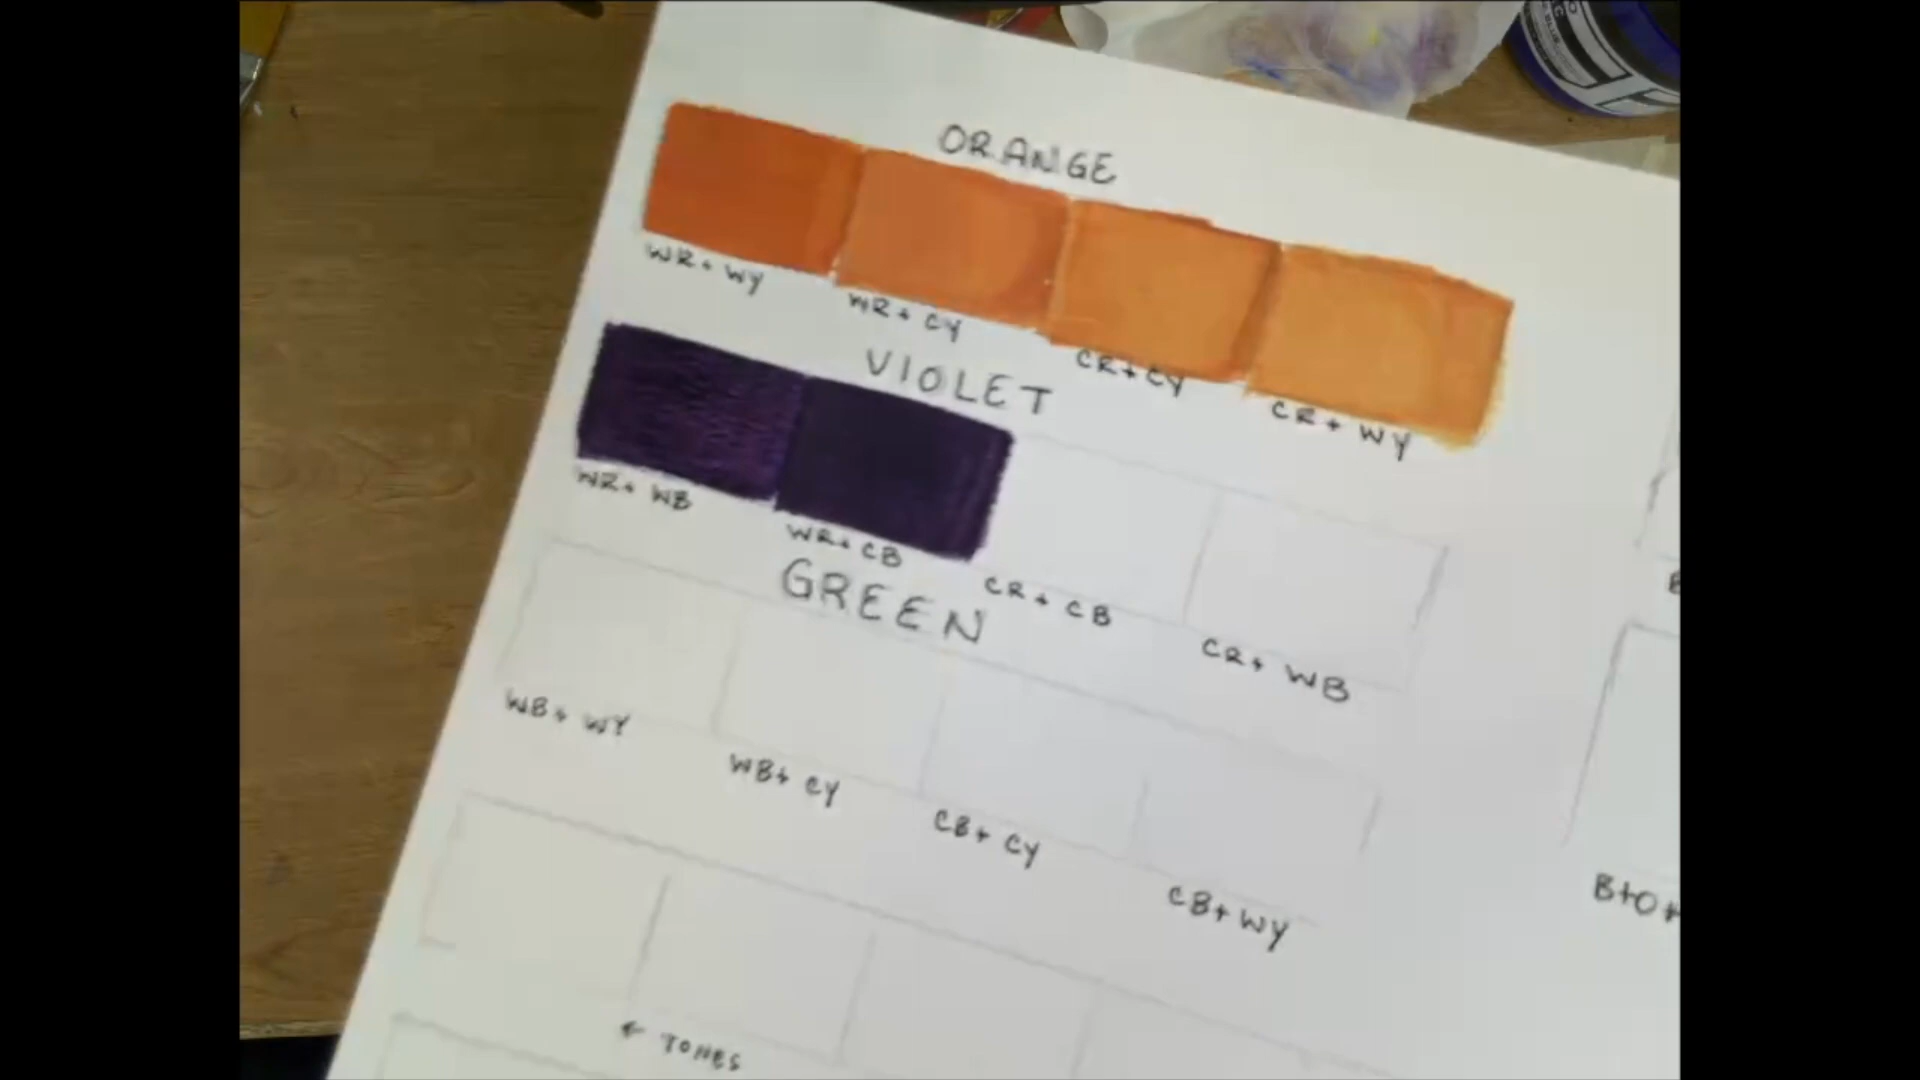 ORANGE
WR+ WY
WR+ CY
CR+CY
CR+ WY
VIOLET
WR+ WB
WR+ CB
CR+ CB
CR+ WB
GREEN
WB+ WY
WB+ CY
CB+ CY
CB+ WY
B+O+
← TONES